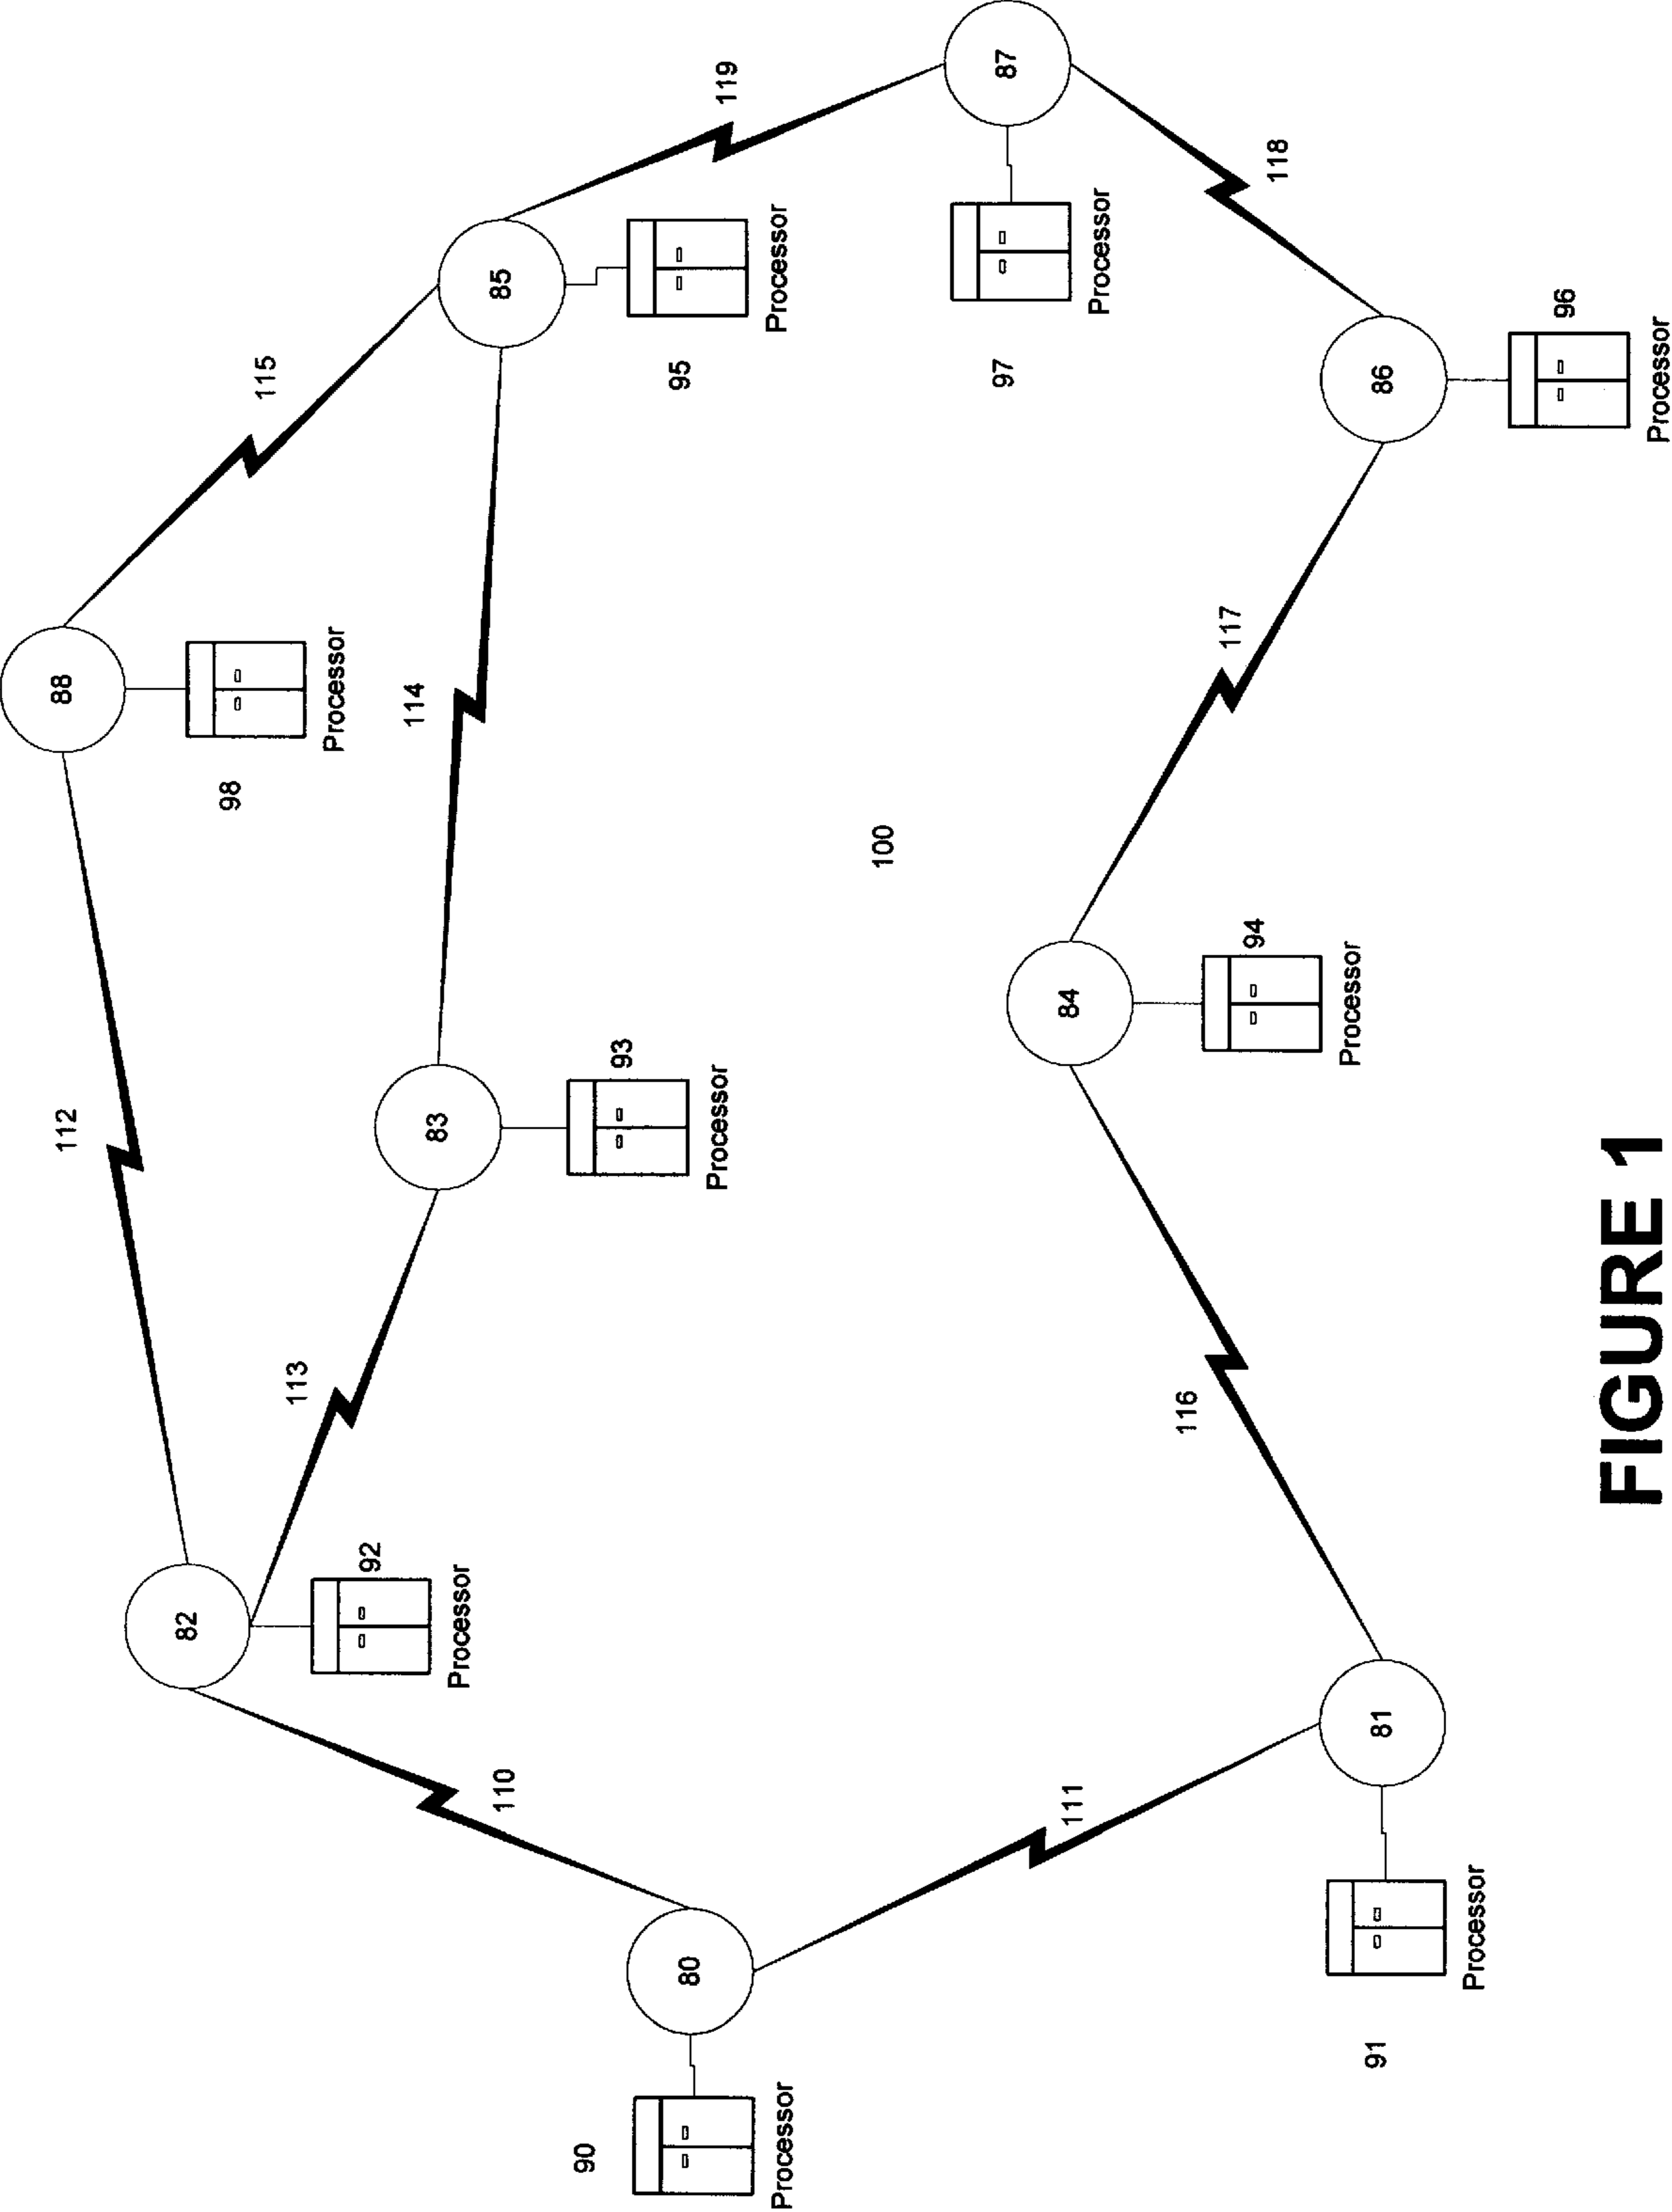 88
112
82
98
115
113
Processor
92
114
83
Processor
85
110
90
93
95
80
Processor
119
Processor
Processor
100
97
87
84
111
Processor
116
117
94
118
Processor
91
81
86
Processor
96
Processor
FIGURE 1